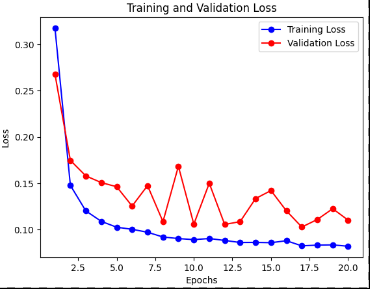 Training and Validation Loss
Training Loss
Validation Loss
0.30
0.25
0.20
0.15
0.10
Loss
2.5 5.0 7.5 10.0 12.5 15.0 17.5 20.0
Epochs